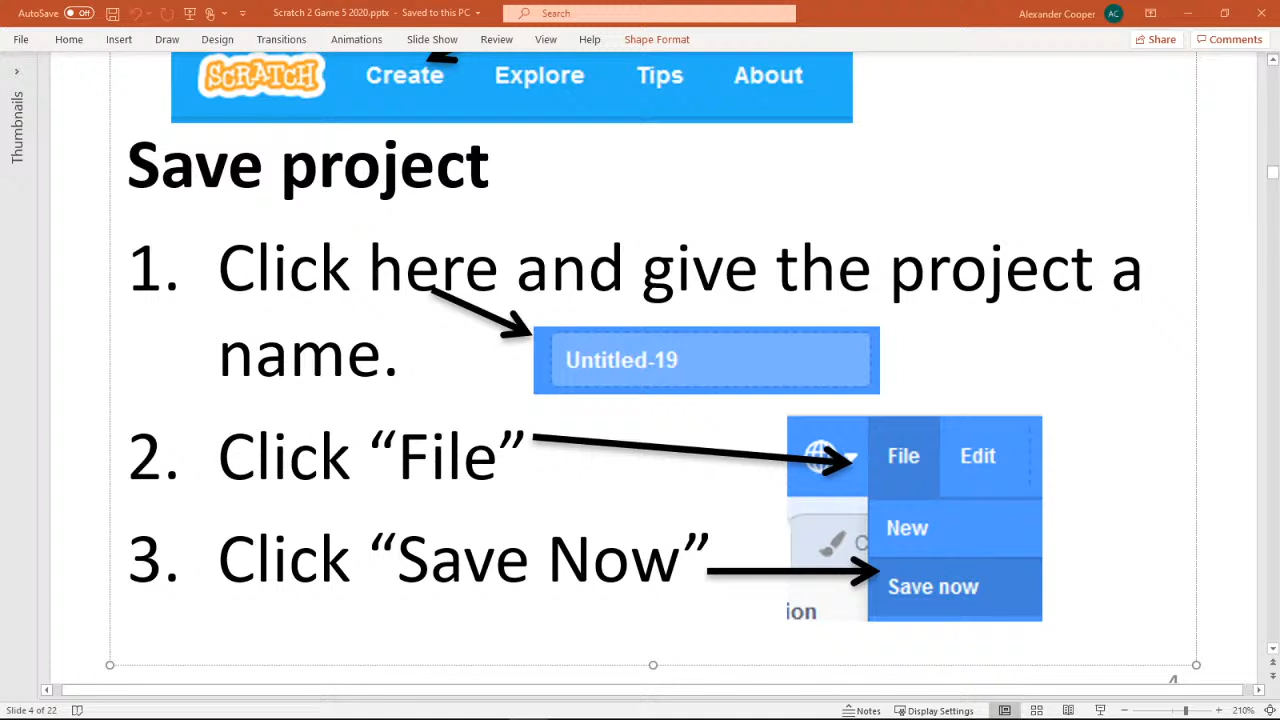 AutoSave Off Scratch 2 Game 5 2020.pptx - Saved to this PC Search Alexander Cooper AC
File Home Insert Draw Design Transitions Animations Slide Show Review View Help Shape Format Share Comments
Thumbnails
SCRATCH Create Explore Tips About
Save project
1. Click here and give the project a
name.
Untitled-19
2. Click “File”
File Edit
New
3. Click “Save Now”
Save now
ion
Slide 4 of 22 Notes Display Settings 210%